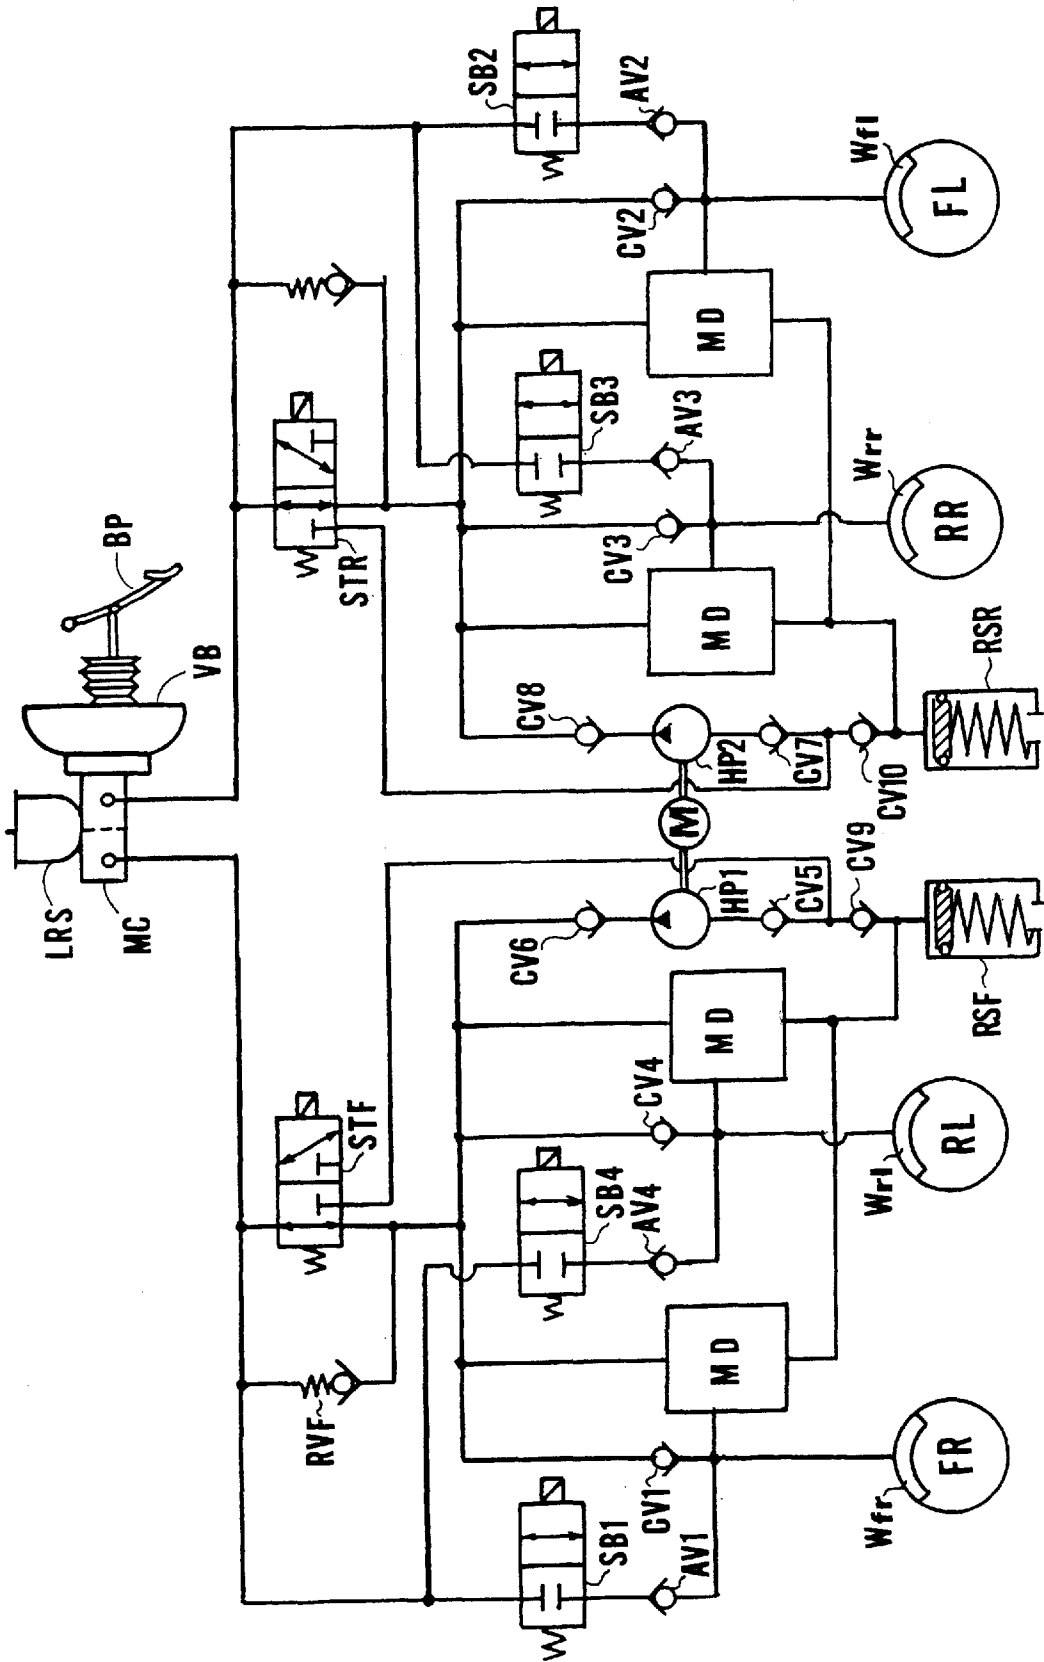 BP
VB
LRS
MC
SB2
AV2
CV2
Wfl
FL
MD
STR
SB3
AV3
CV3
Wrr
RR
MD
CV8
HP2
CV7
CV10
RSR
M
CV6
HP1
CV5
CV9
RSF
STF
MD
CV4
SB4
AV4
Wrl
RL
MD
RVF
CV1
SB1
AV1
Wfr
FR